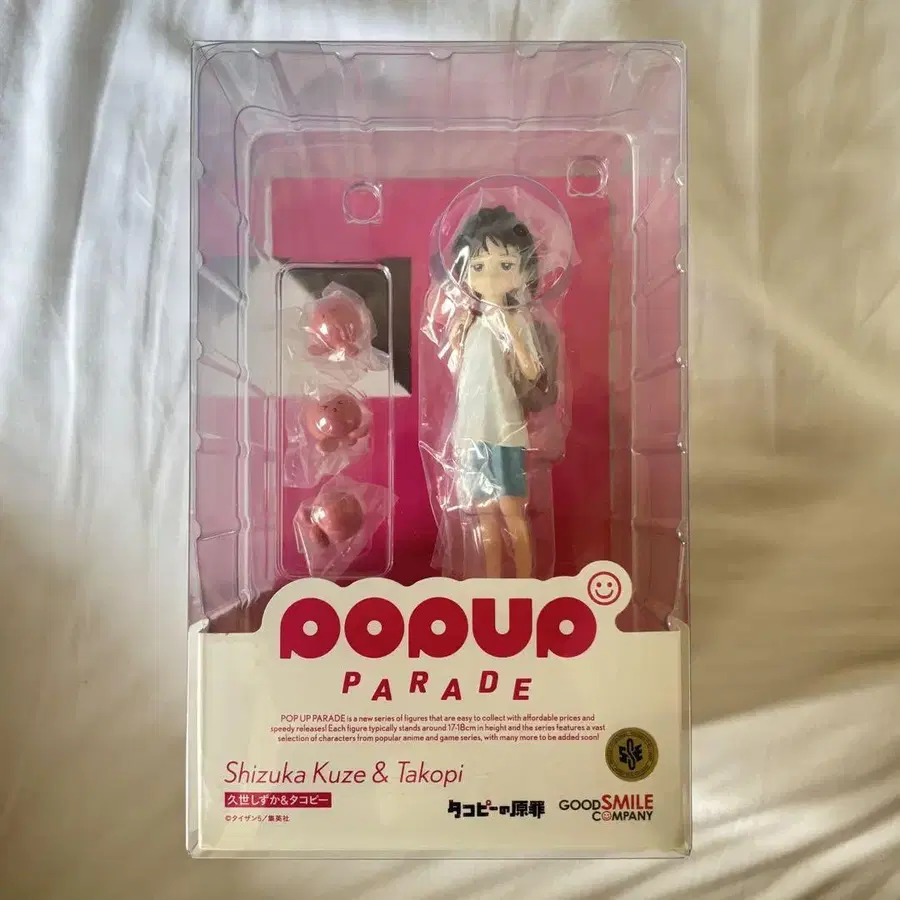 POPUP
PARADE
POP UP PARADE is a new series of figures that are easy to collect with affordable prices and
speedy releases! Each figure typically stands around 17-18cm in height and the series features a vast
selection of characters from popular anime and game series, with many more to be added soon!
Shizuka Kuze & Takopi
久世しずか&タコピー
©タイザン5/集英社
タコピーの原罪
GOOD SMILE
COMPANY